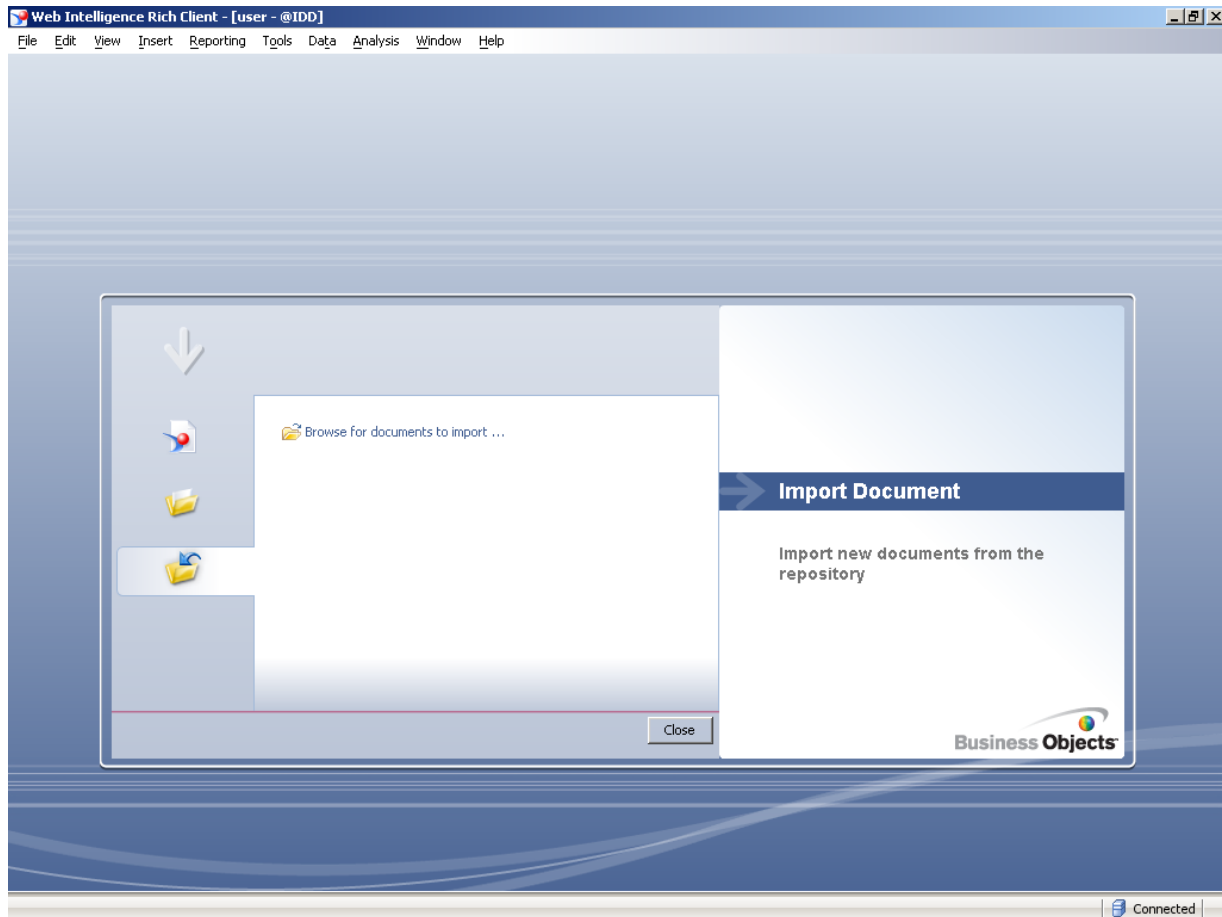 Web Intelligence Rich Client - [user - @IDD]
File Edit View Insert Reporting Tools Data Analysis Window Help
Browse for documents to import ...
Import Document
Import new documents from the
repository
Close
Business Objects
Connected